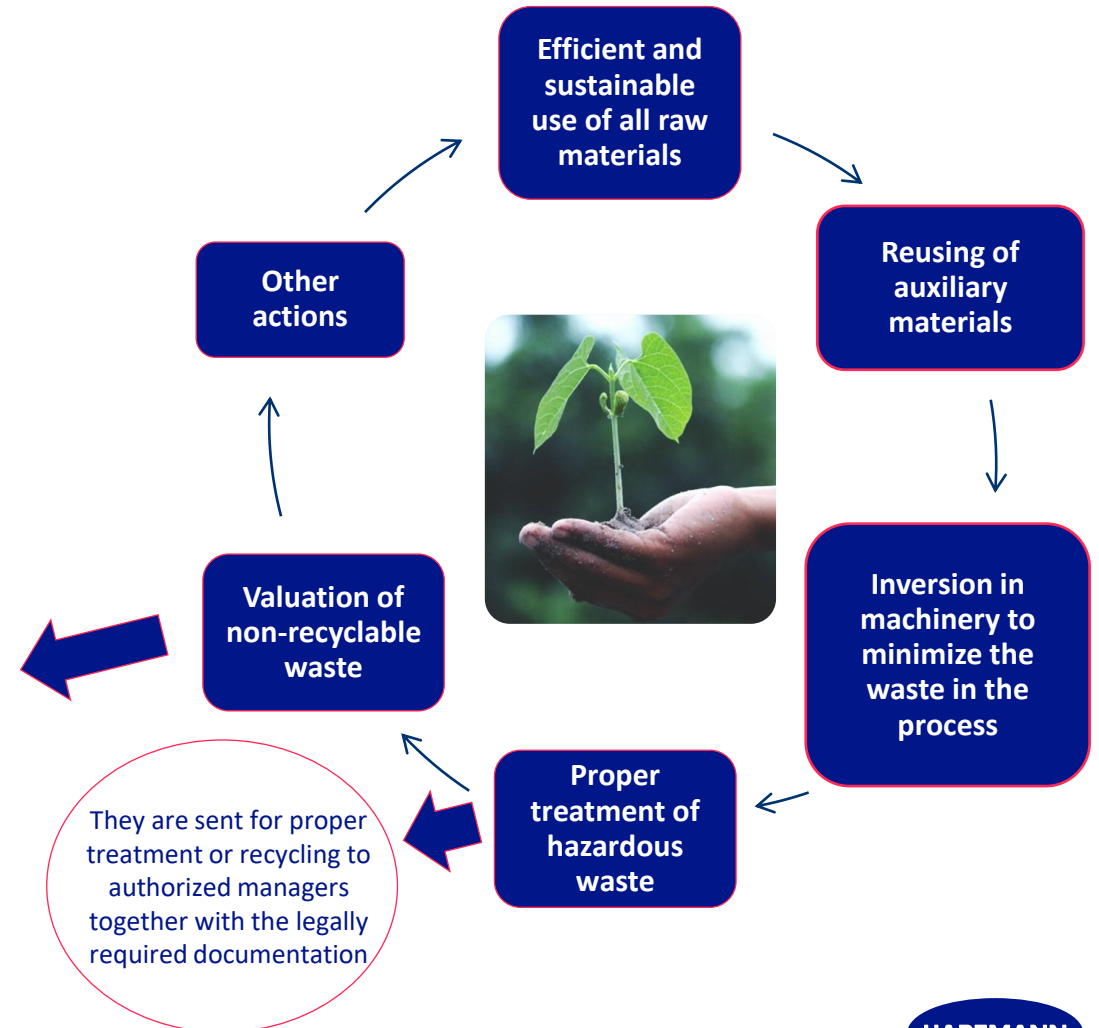 Efficient and
sustainable
use of all raw
materials
Reusing of
auxiliary
materials
Inversion in
machinery to
minimize the
waste in the
process
Proper
treatment of
hazardous
waste
They are sent for proper
treatment or recycling to
authorized managers
together with the legally
required documentation
Valuation of
non-recyclable
waste
Other
actions
HARTMANN